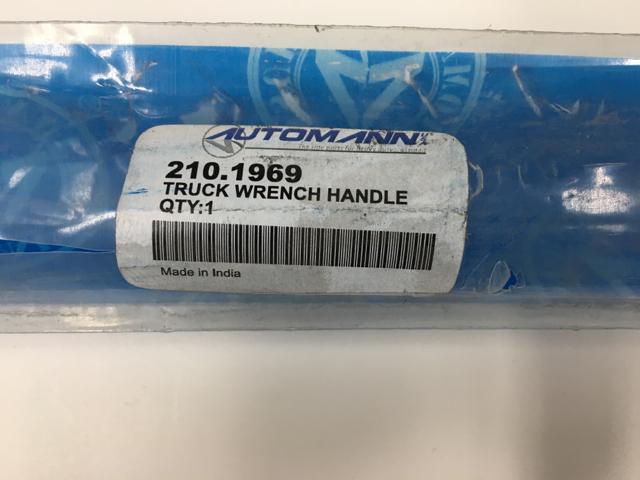 AUTOMANN
210.1969
TRUCK WRENCH HANDLE
QTY:1
Made in India